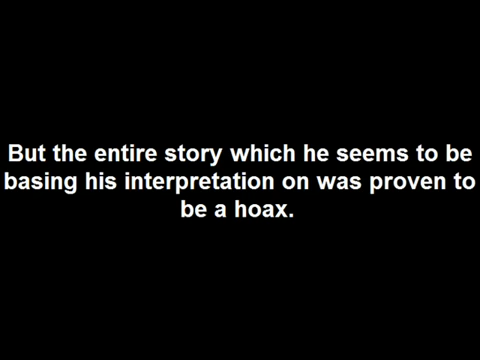 But the entire story which he seems to be
basing his interpretation on was proven to
be a hoax.